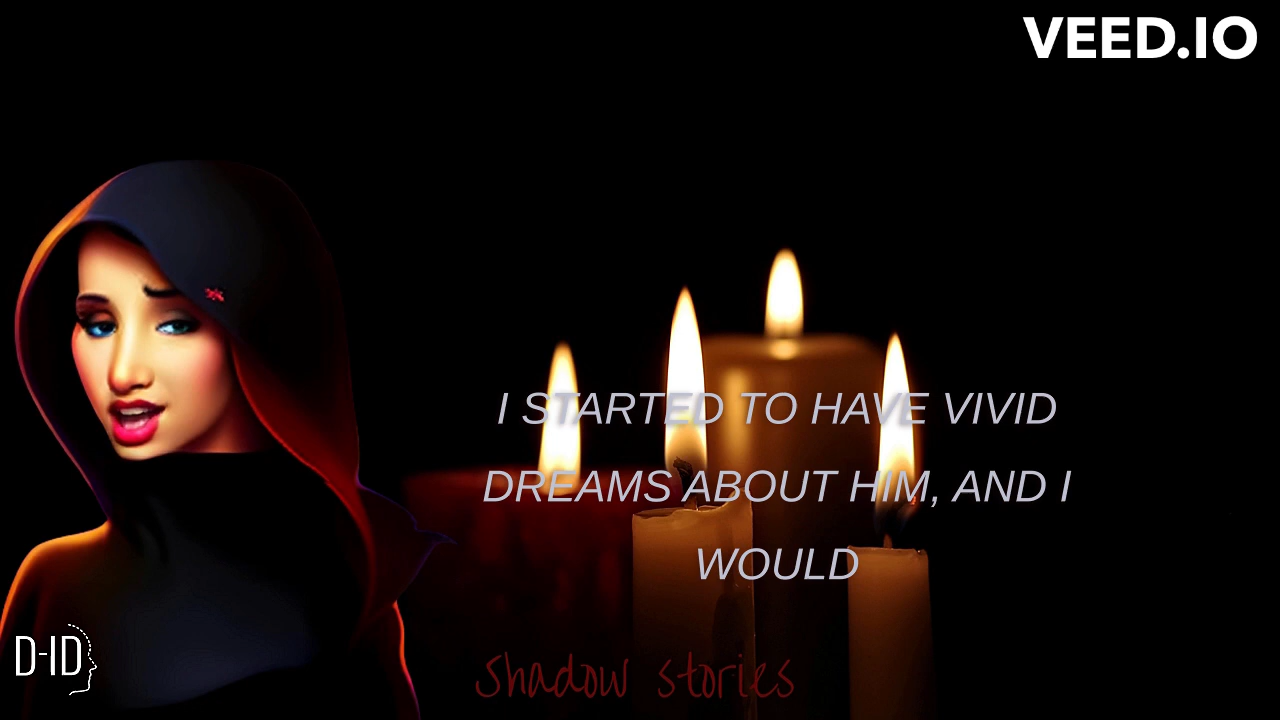 VEED.IO
I STARTED TO HAVE VIVID
DREAMS ABOUT HIM, AND I
WOULD
D-ID
Shadow stories